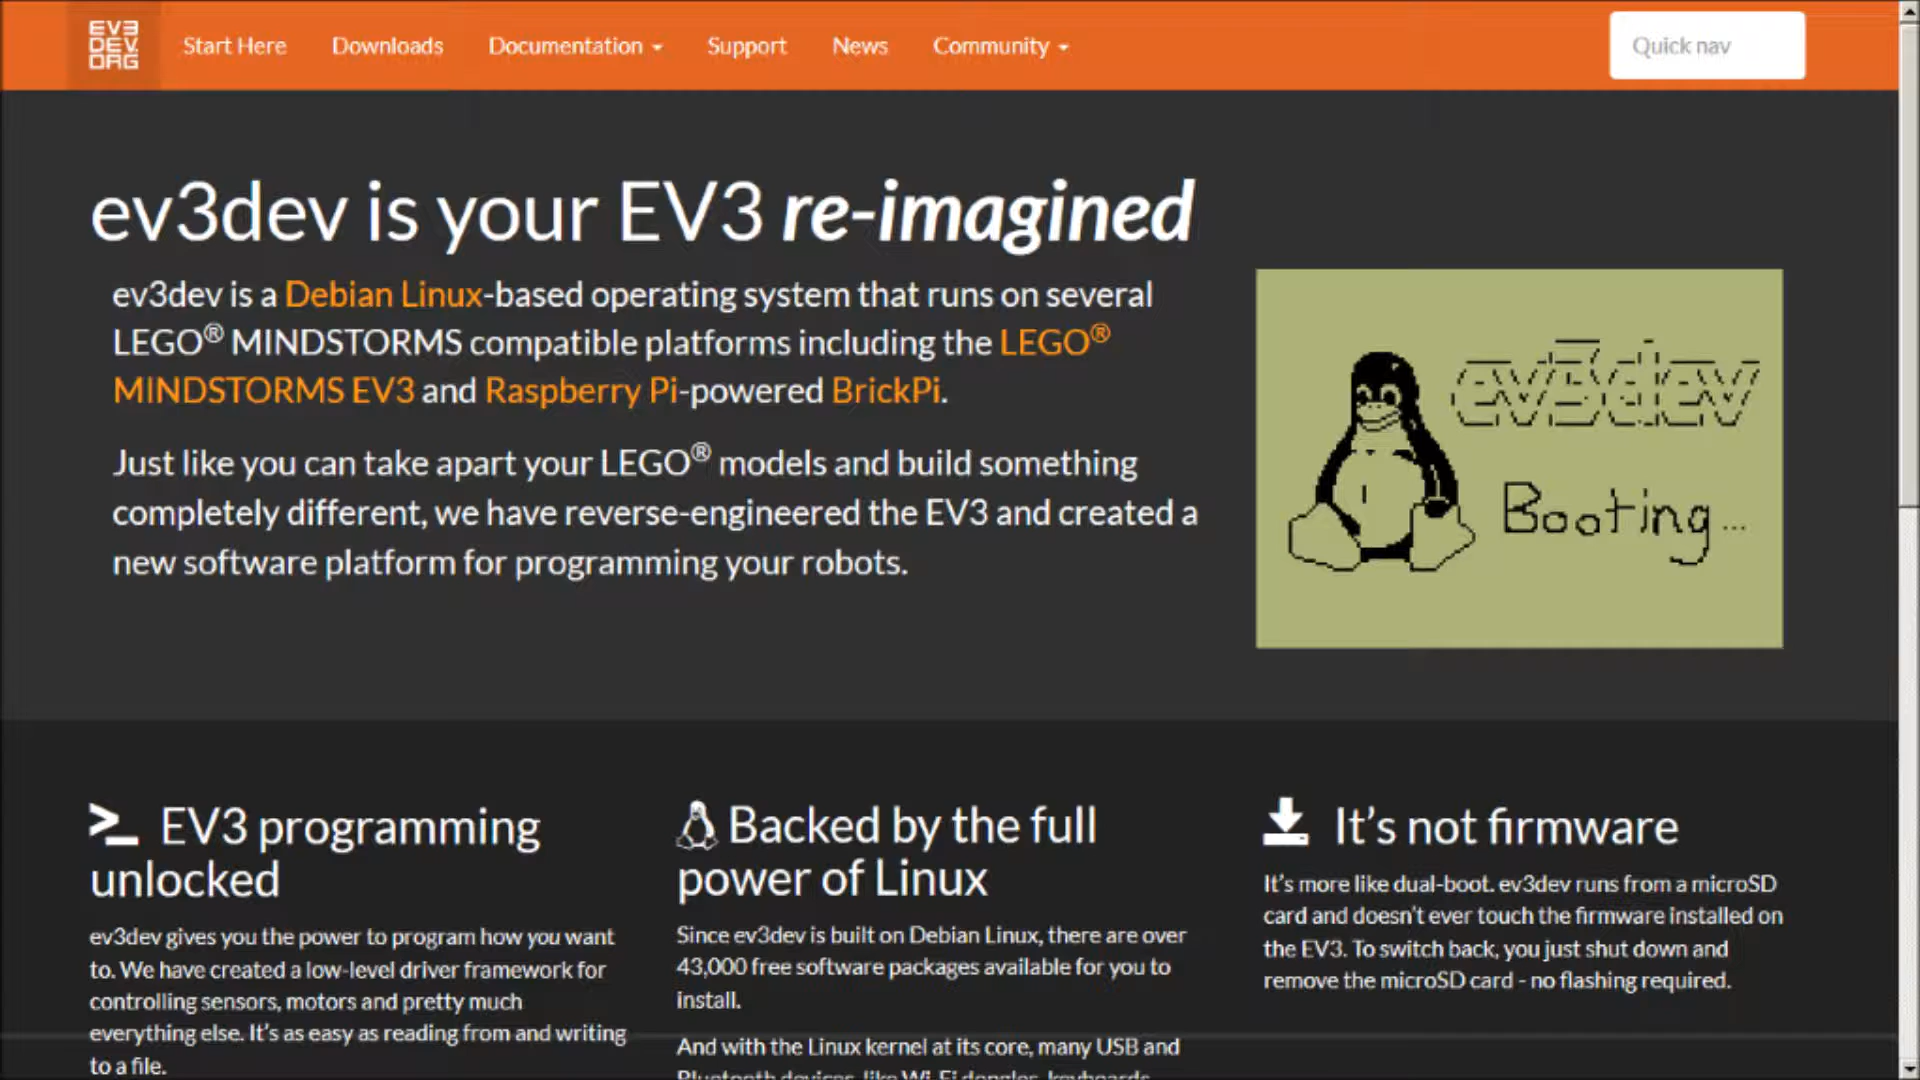 EV3
DEV
ORG
Start Here
Downloads
Documentation
Support
News
Community
Quick nav
ev3dev is your EV3 re-imagined
ev3dev is a Debian Linux-based operating system that runs on several
LEGO® MINDSTORMS compatible platforms including the LEGO®
MINDSTORMS EV3 and Raspberry Pi-powered BrickPi.
Just like you can take apart your LEGO® models and build something
completely different, we have reverse-engineered the EV3 and created a
new software platform for programming your robots.
ev3dev
Booting...
EV3 programming
unlocked
ev3dev gives you the power to program how you want
to. We have created a low-level driver framework for
controlling sensors, motors and pretty much
everything else. It's as easy as reading from and writing
to a file.
Backed by the full
power of Linux
Since ev3dev is built on Debian Linux, there are over
43,000 free software packages available for you to
install.
And with the Linux kernel at its core, many USB and
Bluetooth devices, like Wi-Fi dongles, keyboards
It's not firmware
It's more like dual-boot. ev3dev runs from a microSD
card and doesn't ever touch the firmware installed on
the EV3. To switch back, you just shut down and
remove the microSD card - no flashing required.